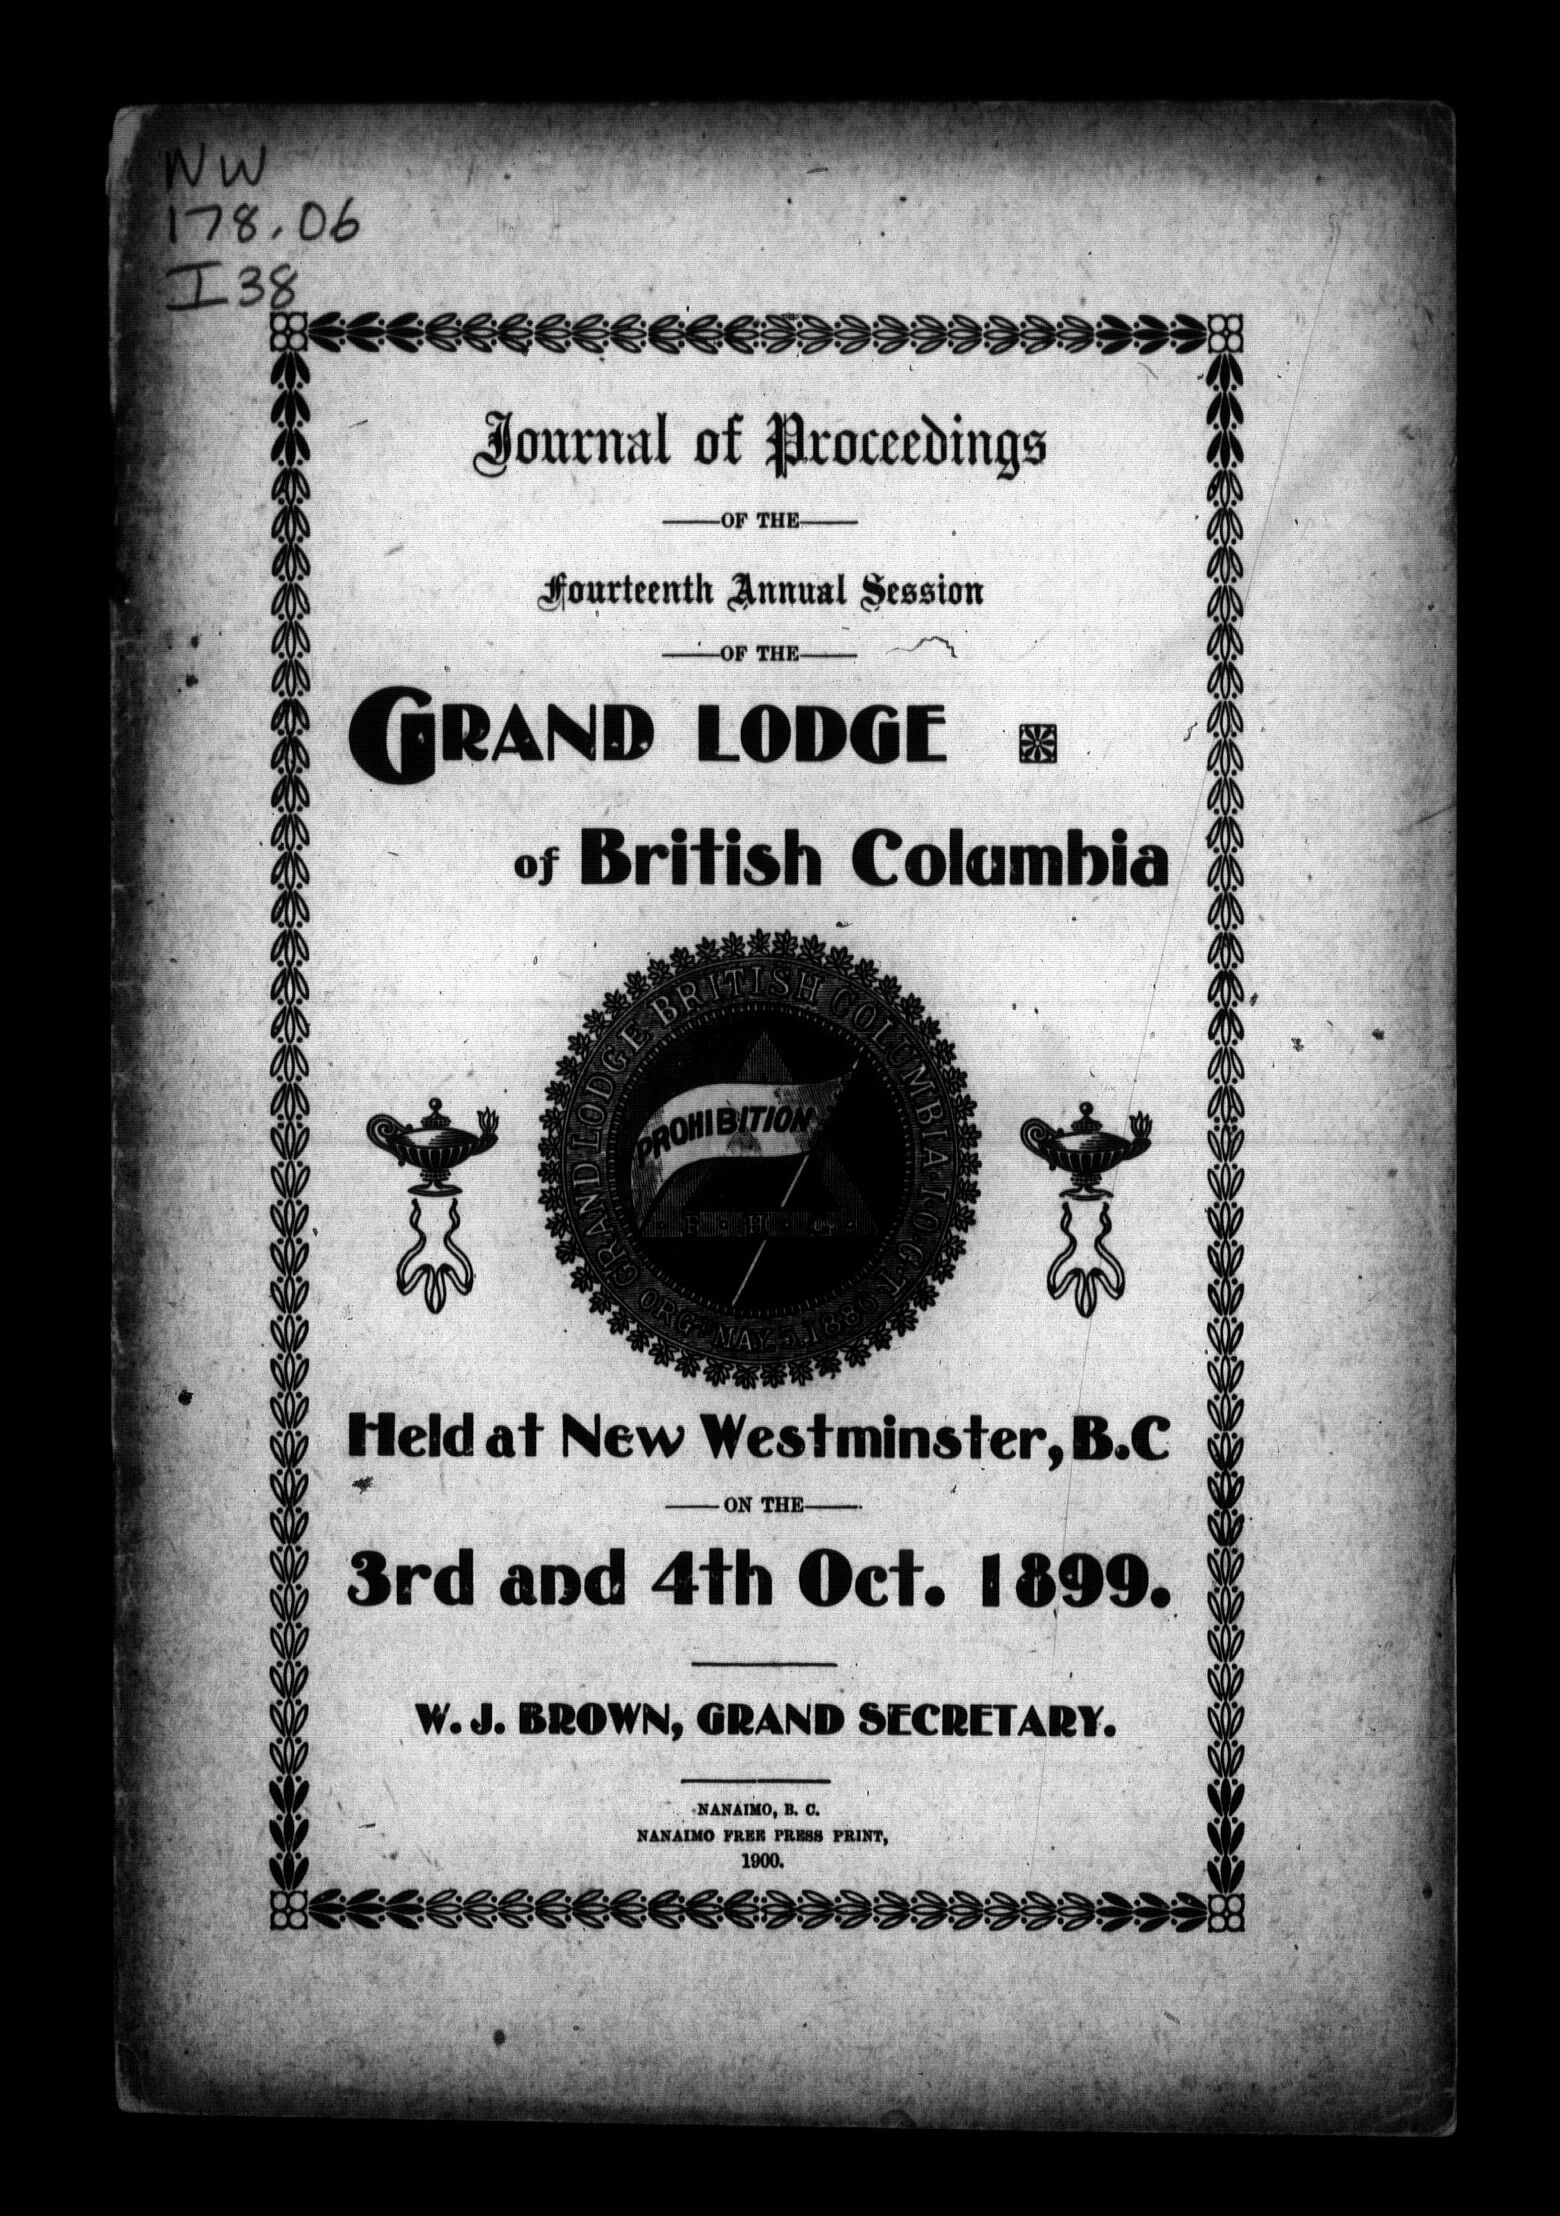 NW
178.06
I38
Journal of Proceedings
OF THE
Fourteenth Annual Session
OF THE
GRAND LODGE
of British Columbia
GRAND LODGE BRITISH COLUMBIA I.O.G.T.
PROHIBITION
F. H. C.
ORGD MAY 5. 1880
Held at New Westminster, B.C
ON THE
3rd and 4th Oct. 1899.
W. J. BROWN, GRAND SECRETARY.
NANAIMO, B. C.
NANAIMO FREE PRESS PRINT,
1900.